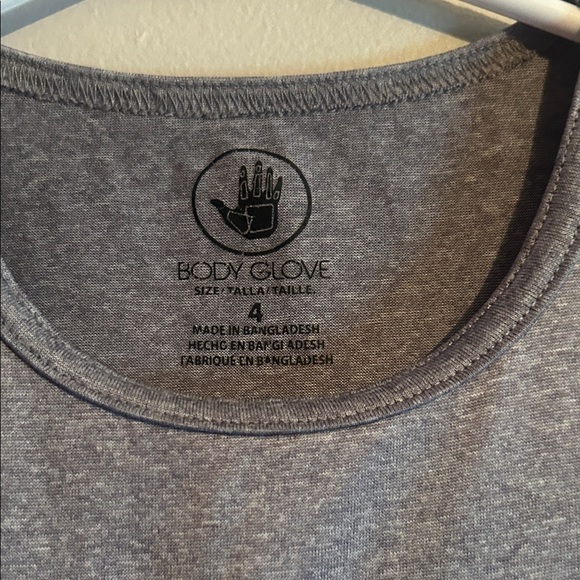 BODY GLOVE
SIZE/TALLA/TAILLE.
4
MADE IN BANGLADESH
HECHO EN BANGLADESH
FABRIQUE EN BANGLADESH